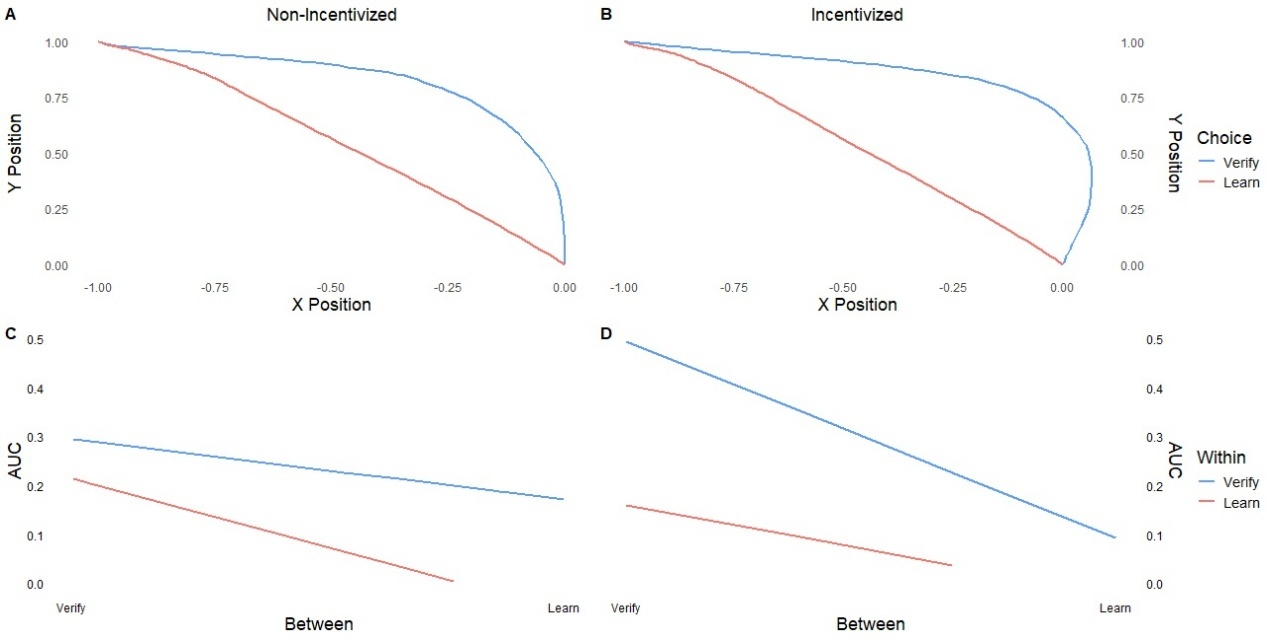 A
Non-Incentivized
1.00
0.75
0.50
0.25
0.00
Y Position
-1.00
-0.75
-0.50
-0.25
0.00
X Position
B
Incentivized
1.00
0.75
0.50
0.25
0.00
Y Position
-1.00
-0.75
-0.50
-0.25
0.00
X Position
Choice
Verify
Learn
C
0.5
0.4
0.3
0.2
0.1
0.0
AUC
Verify
Learn
Between
D
0.5
0.4
0.3
0.2
0.1
0.0
AUC
Verify
Learn
Between
Within
Verify
Learn